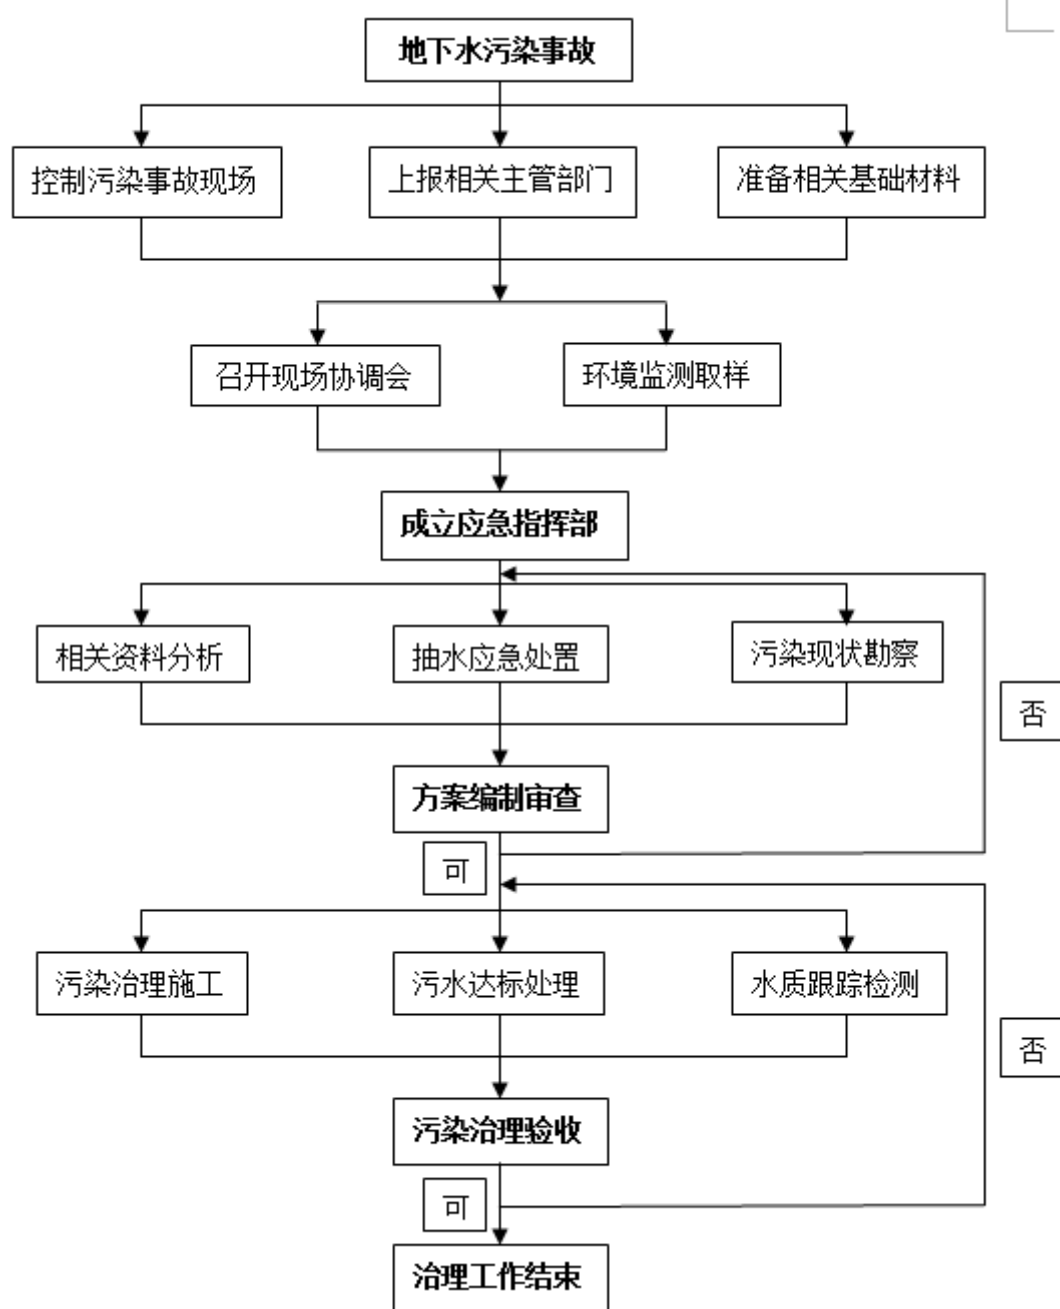 地下水污染事故
控制污染事故现场
上报相关主管部门
准备相关基础材料
召开现场协调会
环境监测取样
成立应急指挥部
相关资料分析
抽水应急处置
污染现状勘察
否
方案编制审查
可
污染治理施工
污水达标处理
水质跟踪检测
否
污染治理验收
可
治理工作结束